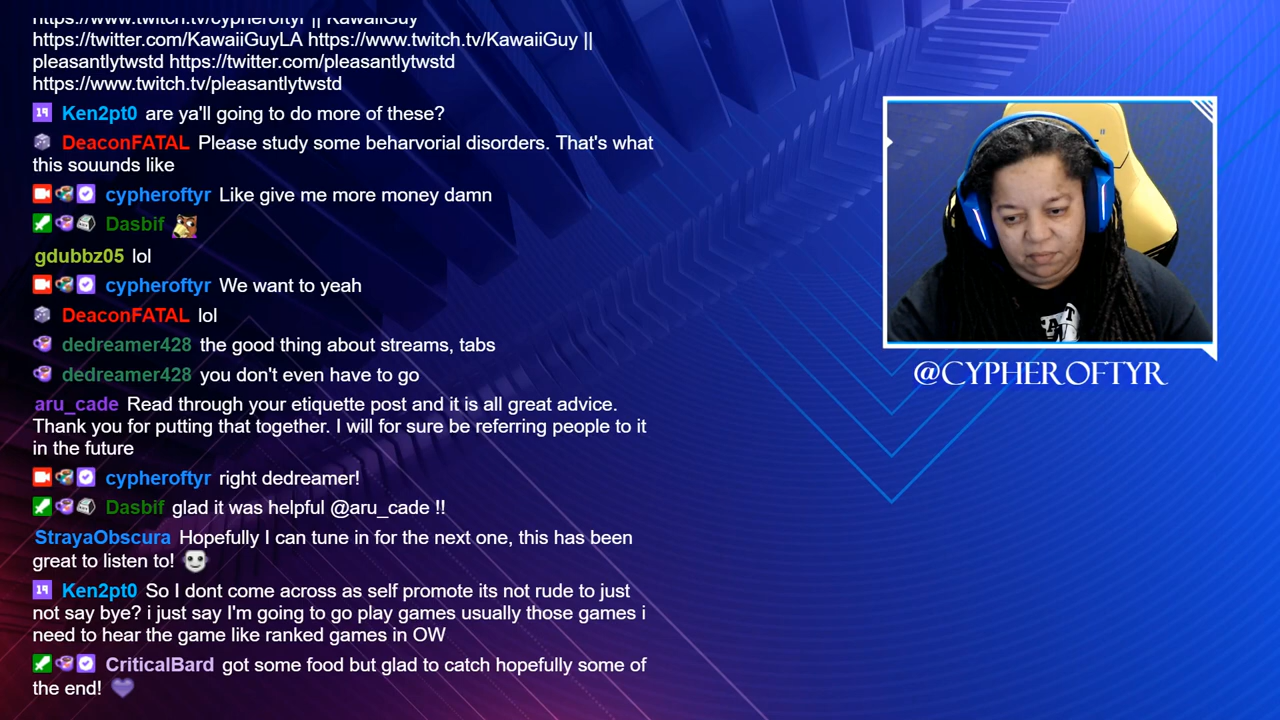 https://www.twitch.tv/cypheroftyr || KawaiiGuy
https://twitter.com/KawaiiGuyLA https://www.twitch.tv/KawaiiGuy ||
pleasantlytwstd https://twitter.com/pleasantlytwstd
https://www.twitch.tv/pleasantlytwstd
19 Ken2pt0 are ya'll going to do more of these?
DeaconFATAL Please study some beharvorial disorders. That's what
this souunds like
cypheroftyr Like give me more money damn
Dasbif
gdubbz05 lol
cypheroftyr We want to yeah
DeaconFATAL lol
dedreamer428 the good thing about streams, tabs
dedreamer428 you don't even have to go
aru_cade Read through your etiquette post and it is all great advice.
Thank you for putting that together. I will for sure be referring people to it
in the future
cypheroftyr right dedreamer!
Dasbif glad it was helpful @aru_cade !!
StrayaObscura Hopefully I can tune in for the next one, this has been
great to listen to!
19 Ken2pt0 So I dont come across as self promote its not rude to just
not say bye? i just say I'm going to go play games usually those games i
need to hear the game like ranked games in OW
CriticalBard got some food but glad to catch hopefully some of
the end!
@CYPHEROFTYR